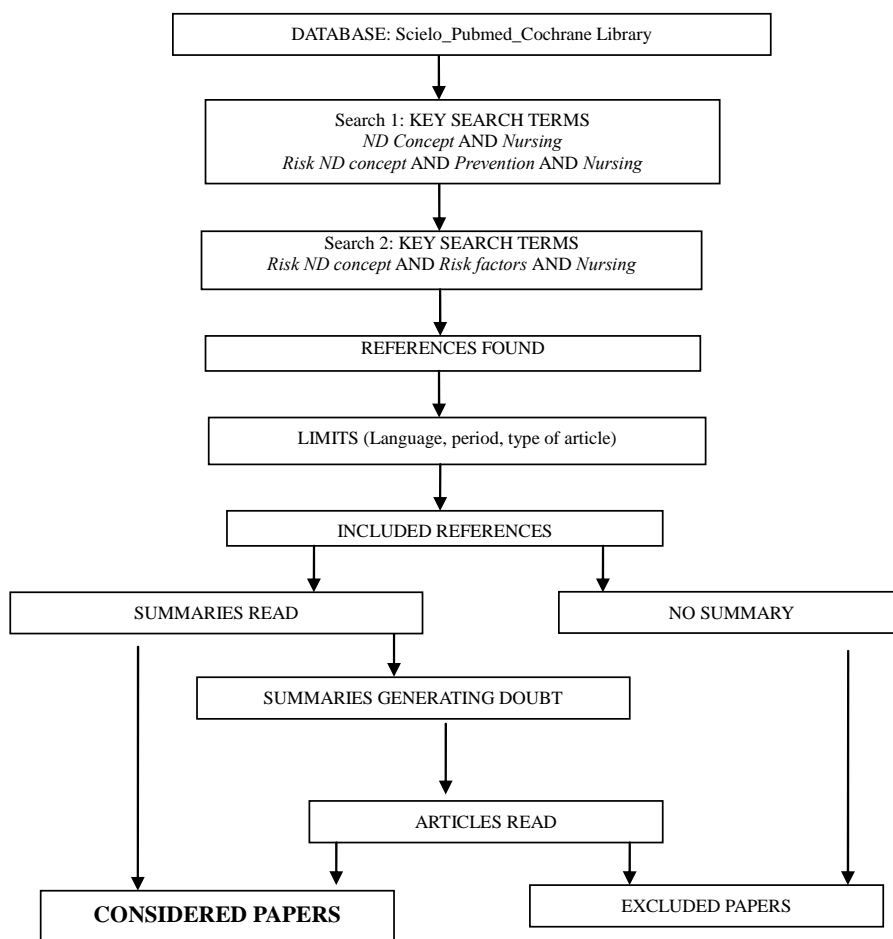 DATABASE: Scielo_Pubmed_Cochrane Library
Search 1: KEY SEARCH TERMS
ND Concept AND Nursing
Risk ND concept AND Prevention AND Nursing
Search 2: KEY SEARCH TERMS
Risk ND concept AND Risk factors AND Nursing
REFERENCES FOUND
LIMITS (Language, period, type of article)
INCLUDED REFERENCES
SUMMARIES READ
NO SUMMARY
SUMMARIES GENERATING DOUBT
ARTICLES READ
CONSIDERED PAPERS
EXCLUDED PAPERS